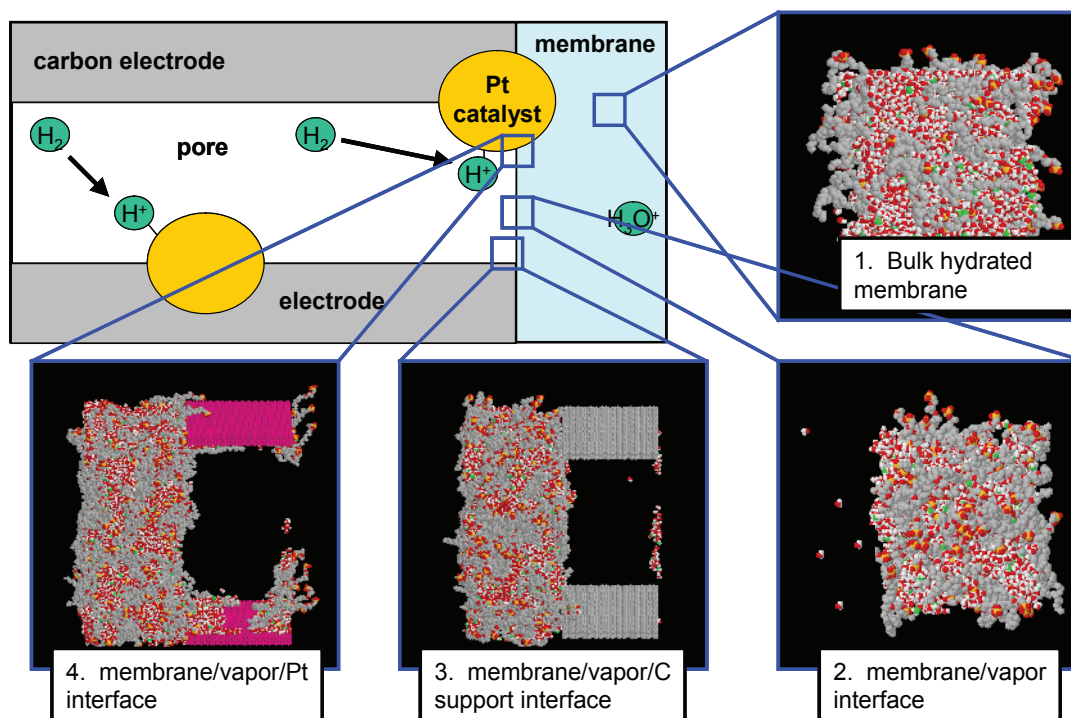 carbon electrode
membrane
Pt
catalyst
H2
pore
H2
H+
H+
H3O+
electrode
1. Bulk hydrated
membrane
4. membrane/vapor/Pt
interface
3. membrane/vapor/C
support interface
2. membrane/vapor
interface